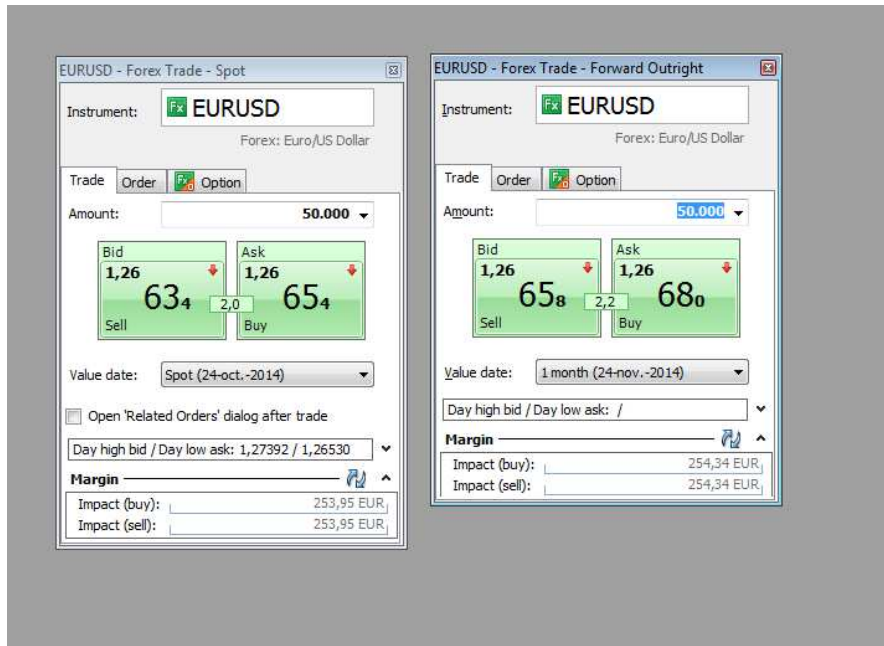 EURUSD - Forex Trade - Spot
Instrument: Fx EURUSD
Forex: Euro/US Dollar
Trade Order Fx Option
Amount: 50.000
Bid Ask
1,26 1,26
634 2,0 654
Sell Buy
Value date: Spot (24-oct.-2014)
Open 'Related Orders' dialog after trade
Day high bid / Day low ask: 1,27392 / 1,26530
Margin
Impact (buy): 253,95 EUR
Impact (sell): 253,95 EUR
EURUSD - Forex Trade - Forward Outright
Instrument: Fx EURUSD
Forex: Euro/US Dollar
Trade Order Fx Option
Amount: 50.000
Bid Ask
1,26 1,26
658 2,2 680
Sell Buy
Value date: 1 month (24-nov.-2014)
Day high bid / Day low ask: /
Margin
Impact (buy): 254,34 EUR
Impact (sell): 254,34 EUR